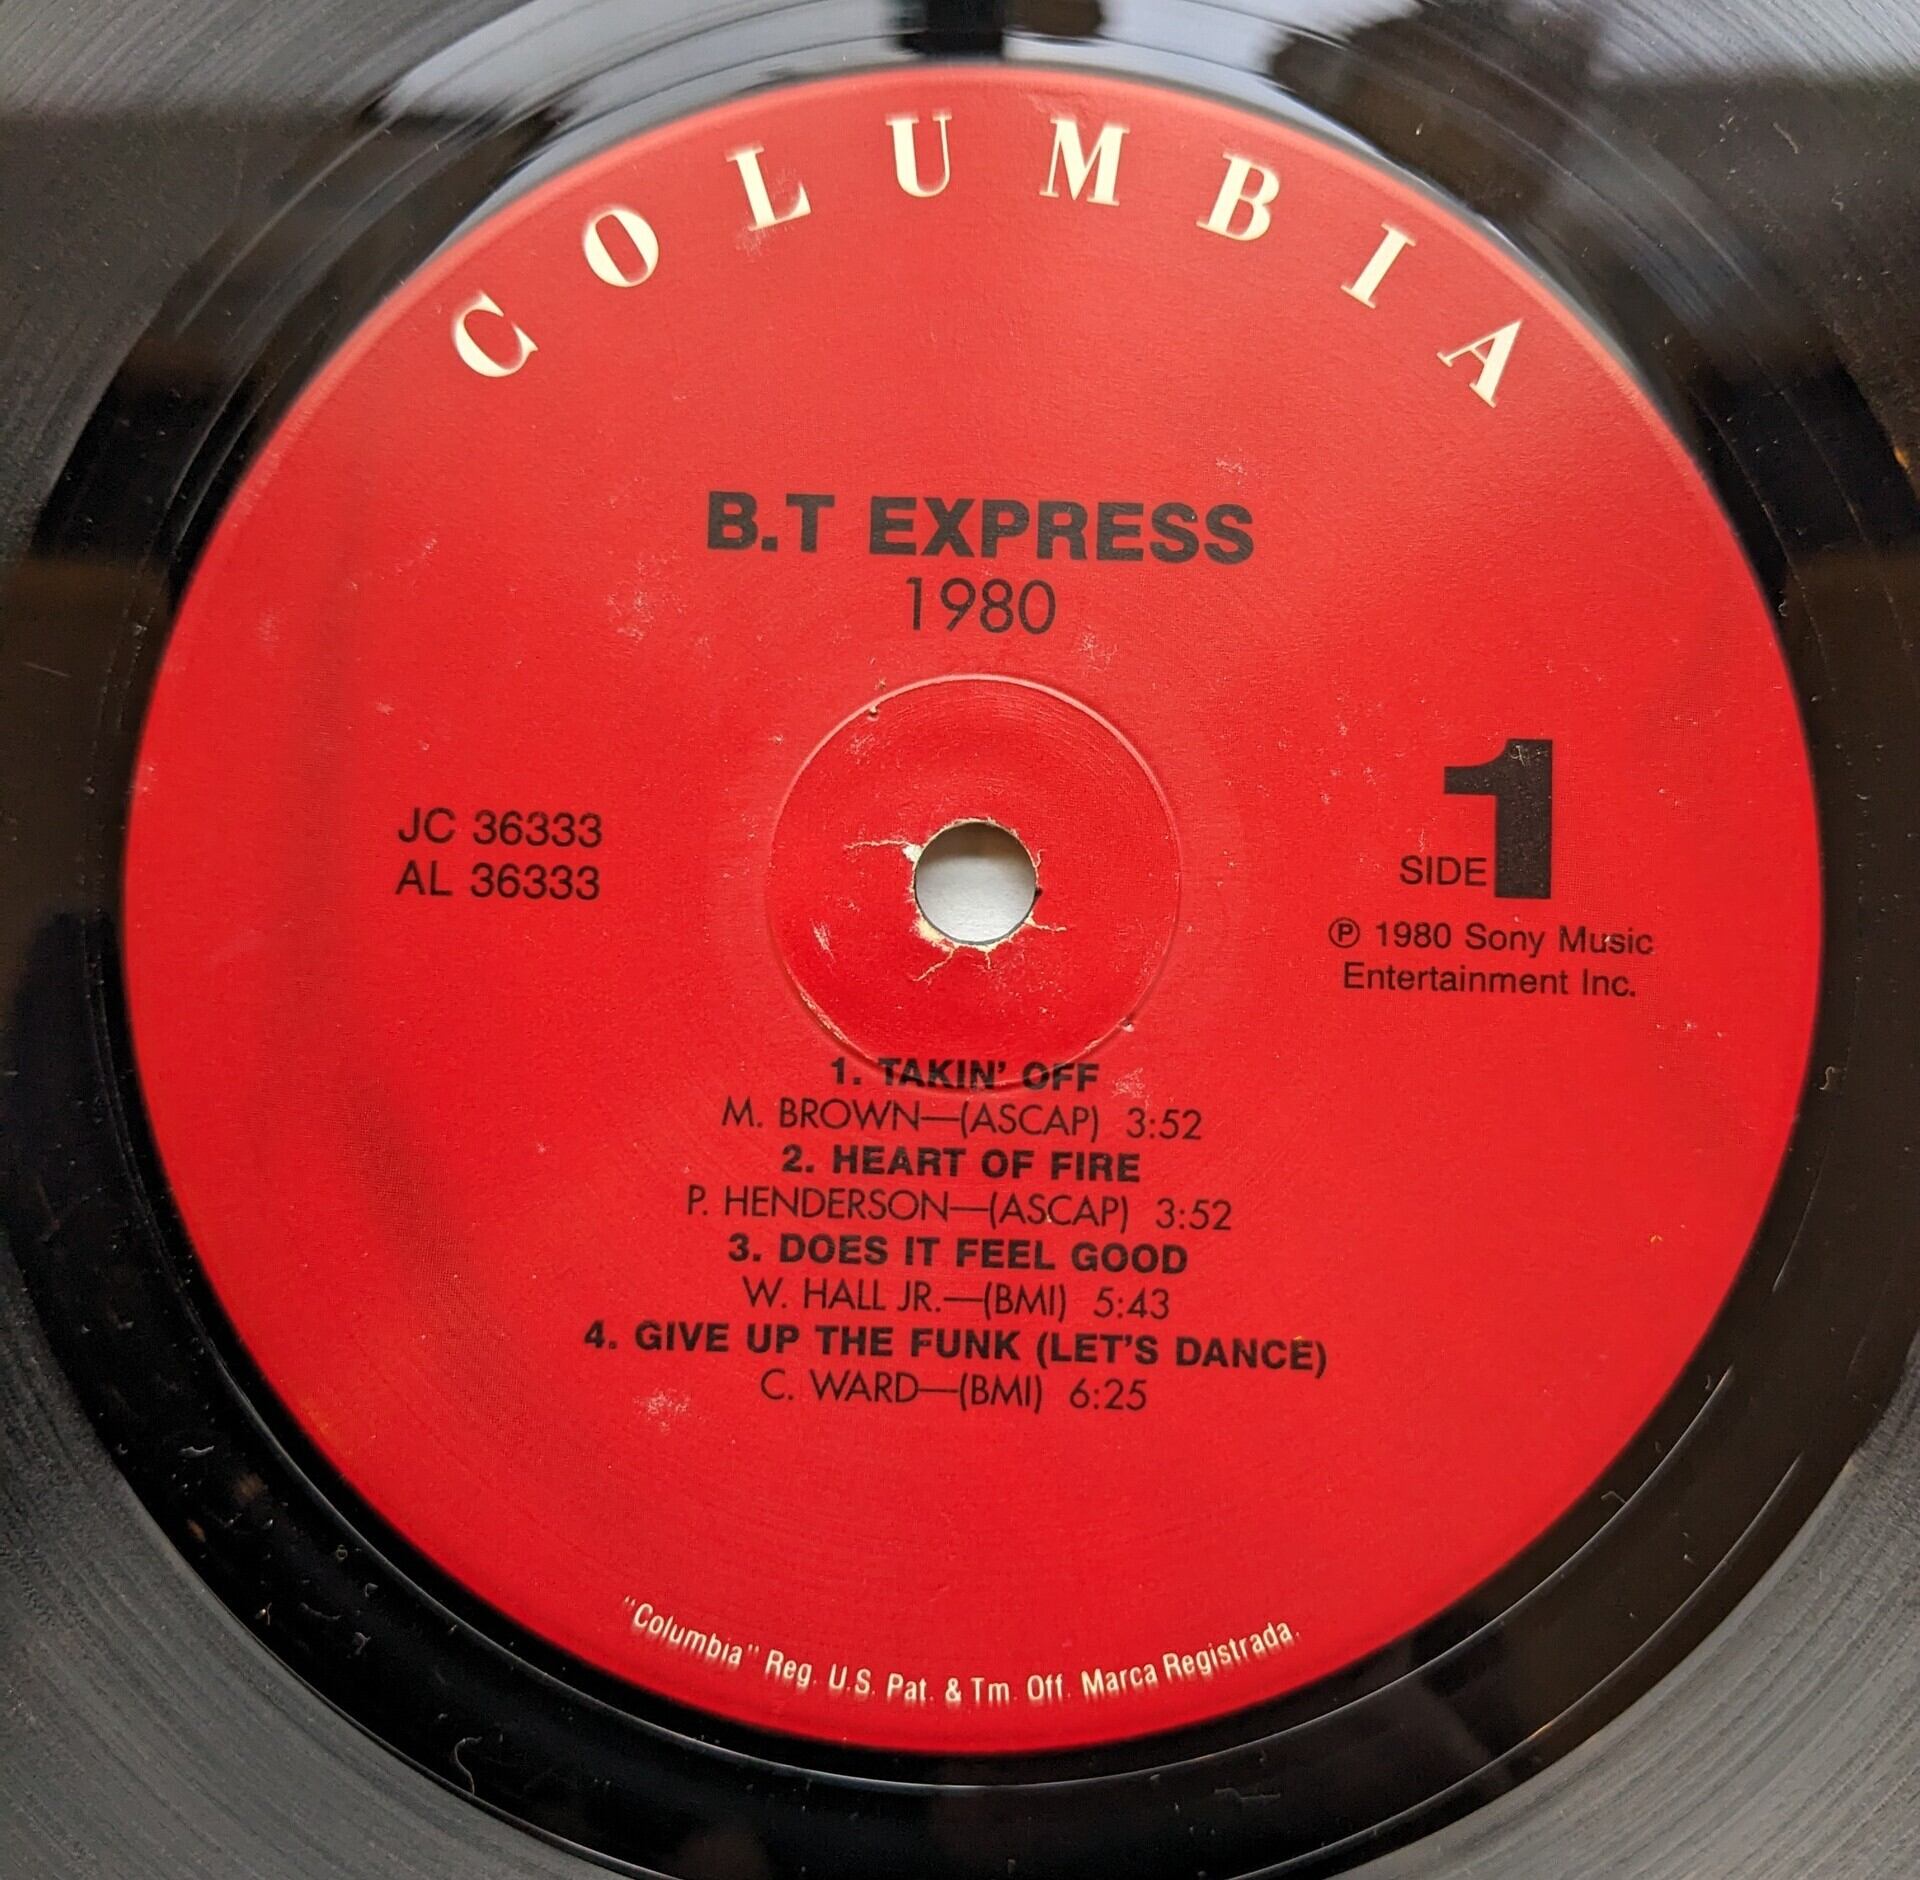 COLUMBIA
B.T EXPRESS
1980
JC 36333
AL 36333
SIDE 1
℗ 1980 Sony Music
Entertainment Inc.
1. TAKIN' OFF
M. BROWN—(ASCAP) 3:52
2. HEART OF FIRE
P. HENDERSON—(ASCAP) 3:52
3. DOES IT FEEL GOOD
W. HALL JR.—(BMI) 5:43
4. GIVE UP THE FUNK (LET'S DANCE)
C. WARD—(BMI) 6:25
"Columbia" Reg. U.S. Pat. & Tm. Off. Marca Registrada.